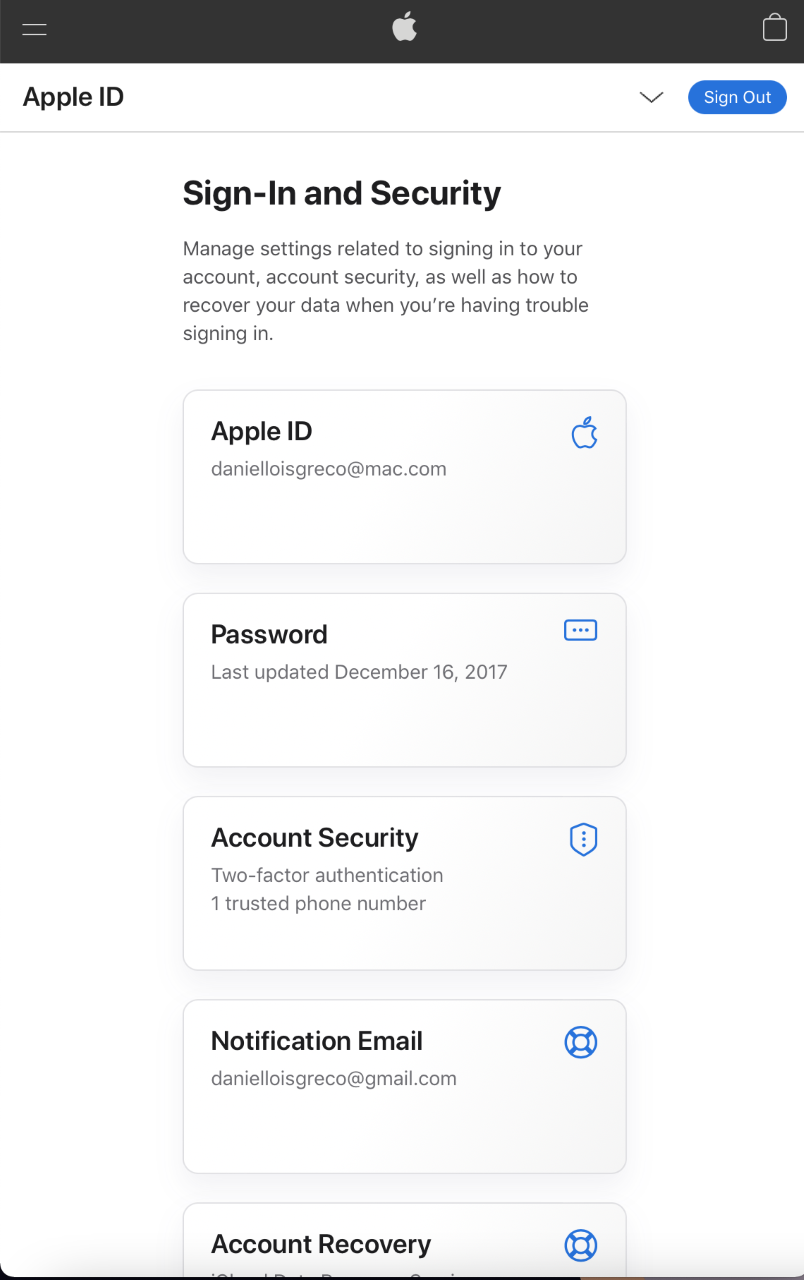 Apple ID
Sign Out
Sign-In and Security
Manage settings related to signing in to your
account, account security, as well as how to
recover your data when you’re having trouble
signing in.
Apple ID
danielloisgreco@mac.com
Password
Last updated December 16, 2017
Account Security
Two-factor authentication
1 trusted phone number
Notification Email
danielloisgreco@gmail.com
Account Recovery